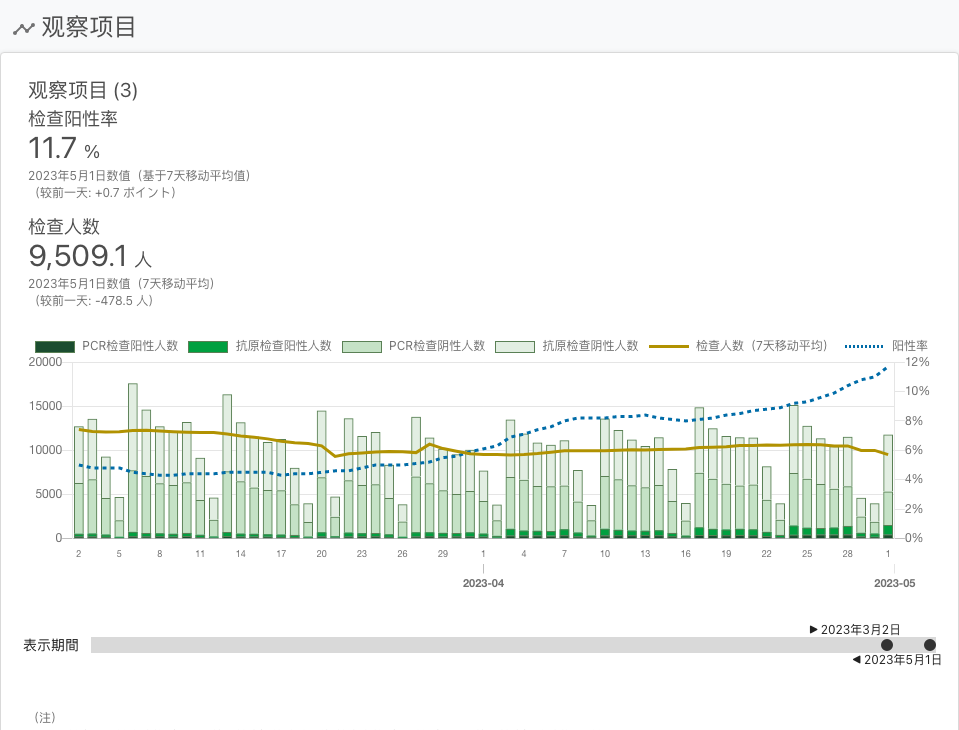 观察项目
观察项目 (3)
检查阳性率
11.7 %
2023年5月1日数值（基于7天移动平均值）
（较前一天: +0.7 ポイント）
检查人数
9,509.1 人
2023年5月1日数值（7天移动平均）
（较前一天: -478.5 人）
PCR检查阳性人数 抗原检查阳性人数 PCR检查阴性人数 抗原检查阴性人数 检查人数（7天移动平均） 阳性率
20000 12%
10%
15000
8%
10000 6%
4%
5000
2%
0 0%
2 5 8 11 14 17 20 23 26 29 1 4 7 10 13 16 19 22 25 28 1
2023-04 2023-05
▶ 2023年3月2日
表示期間
◀ 2023年5月1日
（注）